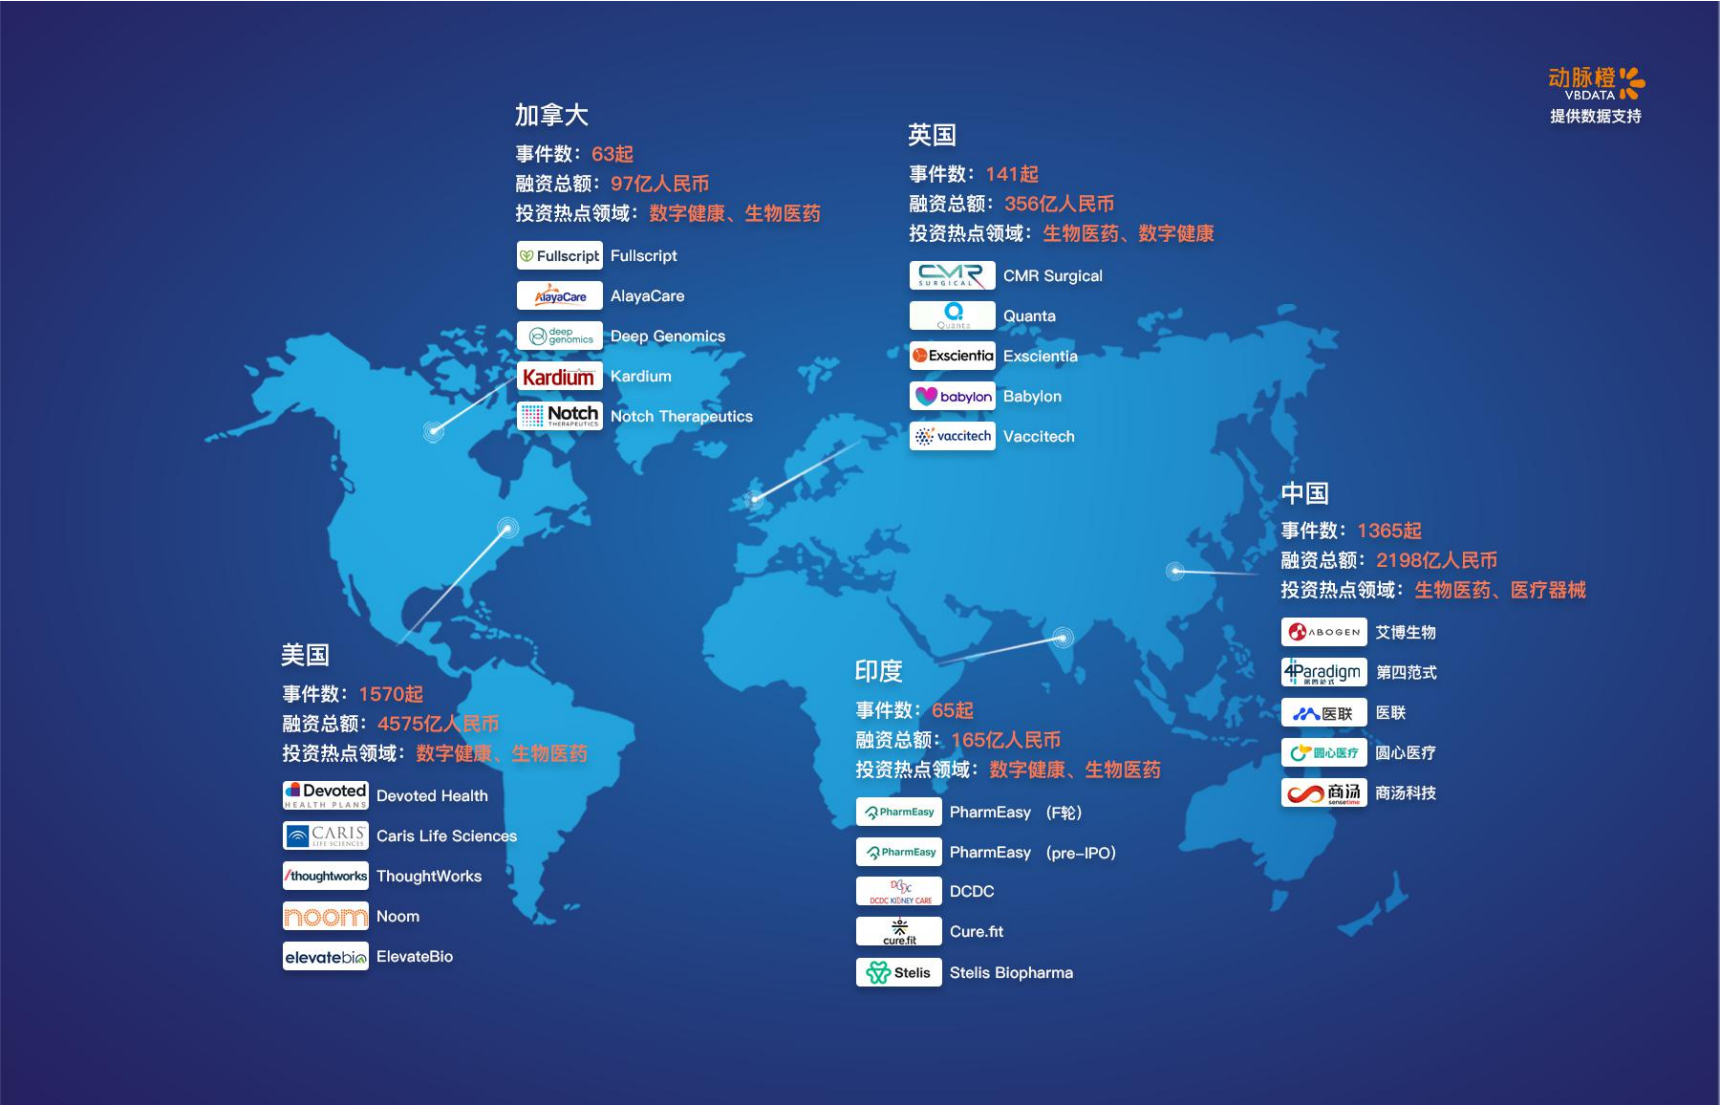 动脉橙
VBDATA
提供数据支持
加拿大
事件数：63起
融资总额：97亿人民币
投资热点领域：数字健康、生物医药
Fullscript Fullscript
AlayaCare AlayaCare
deep genomics Deep Genomics
Kardium Kardium
Notch THERAPEUTICS Notch Therapeutics
英国
事件数：141起
融资总额：356亿人民币
投资热点领域：生物医药、数字健康
CMR SURGICAL CMR Surgical
Quanta Quanta
Exscientia Exscientia
babylon Babylon
vaccitech Vaccitech
中国
事件数：1365起
融资总额：2198亿人民币
投资热点领域：生物医药、医疗器械
ABOGEN 艾博生物
4Paradigm 第四范式 第四范式
医联 医联
圆心医疗 圆心医疗
商汤 sensetime 商汤科技
美国
事件数：1570起
融资总额：4575亿人民币
投资热点领域：数字健康、生物医药
Devoted HEALTH PLANS Devoted Health
CARIS LIFE SCIENCES Caris Life Sciences
/thoughtworks ThoughtWorks
noom Noom
elevatebio ElevateBio
印度
事件数：65起
融资总额：165亿人民币
投资热点领域：数字健康、生物医药
PharmEasy PharmEasy （F轮）
PharmEasy PharmEasy （pre-IPO）
DCDC DCDC KIDNEY CARE DCDC
cure.fit Cure.fit
Stelis Stelis Biopharma